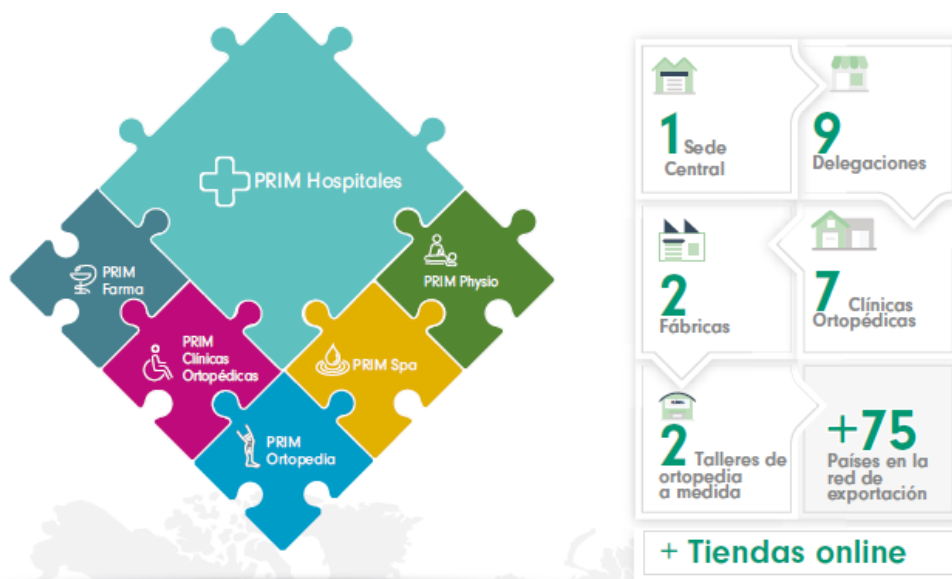 PRIM Hospitales
PRIM
Farma
PRIM Physio
PRIM
Clínicas
Ortopédicas
PRIM Spa
PRIM
Ortopedia
1 Sede
Central
9
Delegaciones
2
Fábricas
7 Clínicas
Ortopédicas
2 Talleres de
ortopedia
a medida
+75
Países en la
red de
exportación
+ Tiendas online